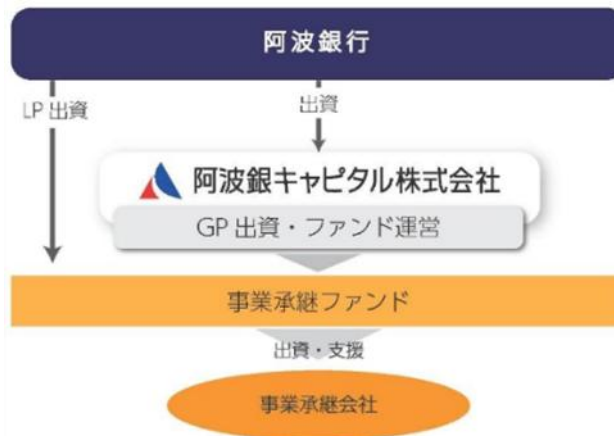 阿波銀行
LP 出資
出資
阿波銀キャピタル株式会社
GP 出資・ファンド運営
事業承継ファンド
出資・支援
事業承継会社